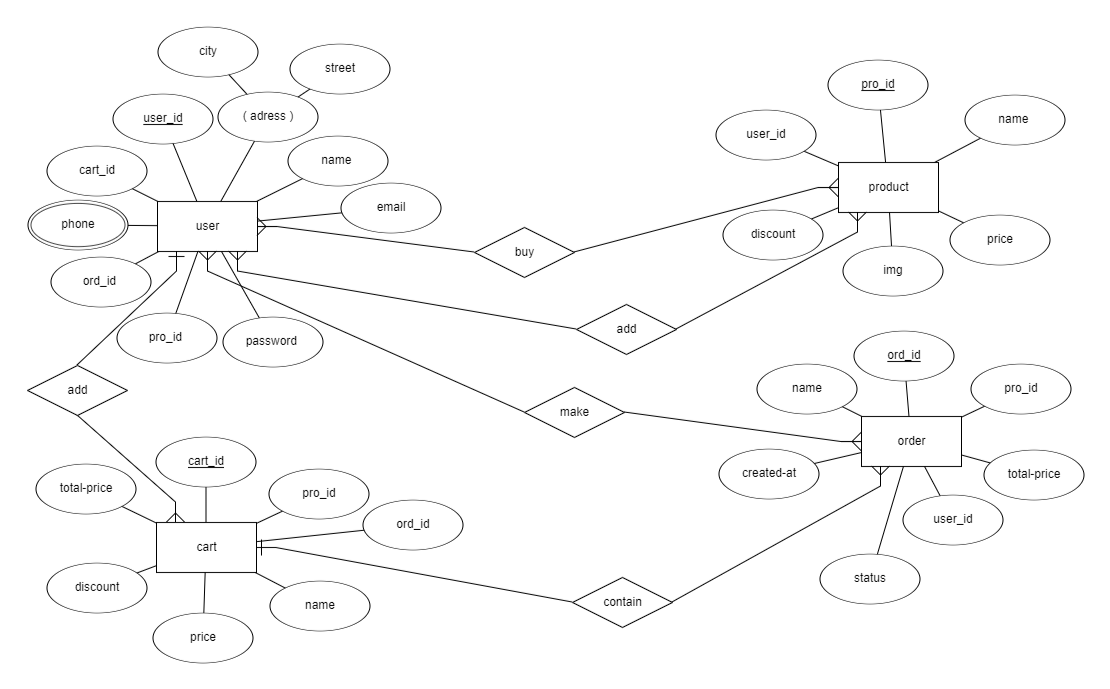 city
street
pro_id
( adress )
user_id
name
user_id
name
cart_id
product
email
phone
user
discount
price
buy
img
ord_id
add
pro_id
password
ord_id
name
pro_id
add
make
order
cart_id
created-at
total-price
total-price
pro_id
ord_id
user_id
cart
status
discount
name
contain
price